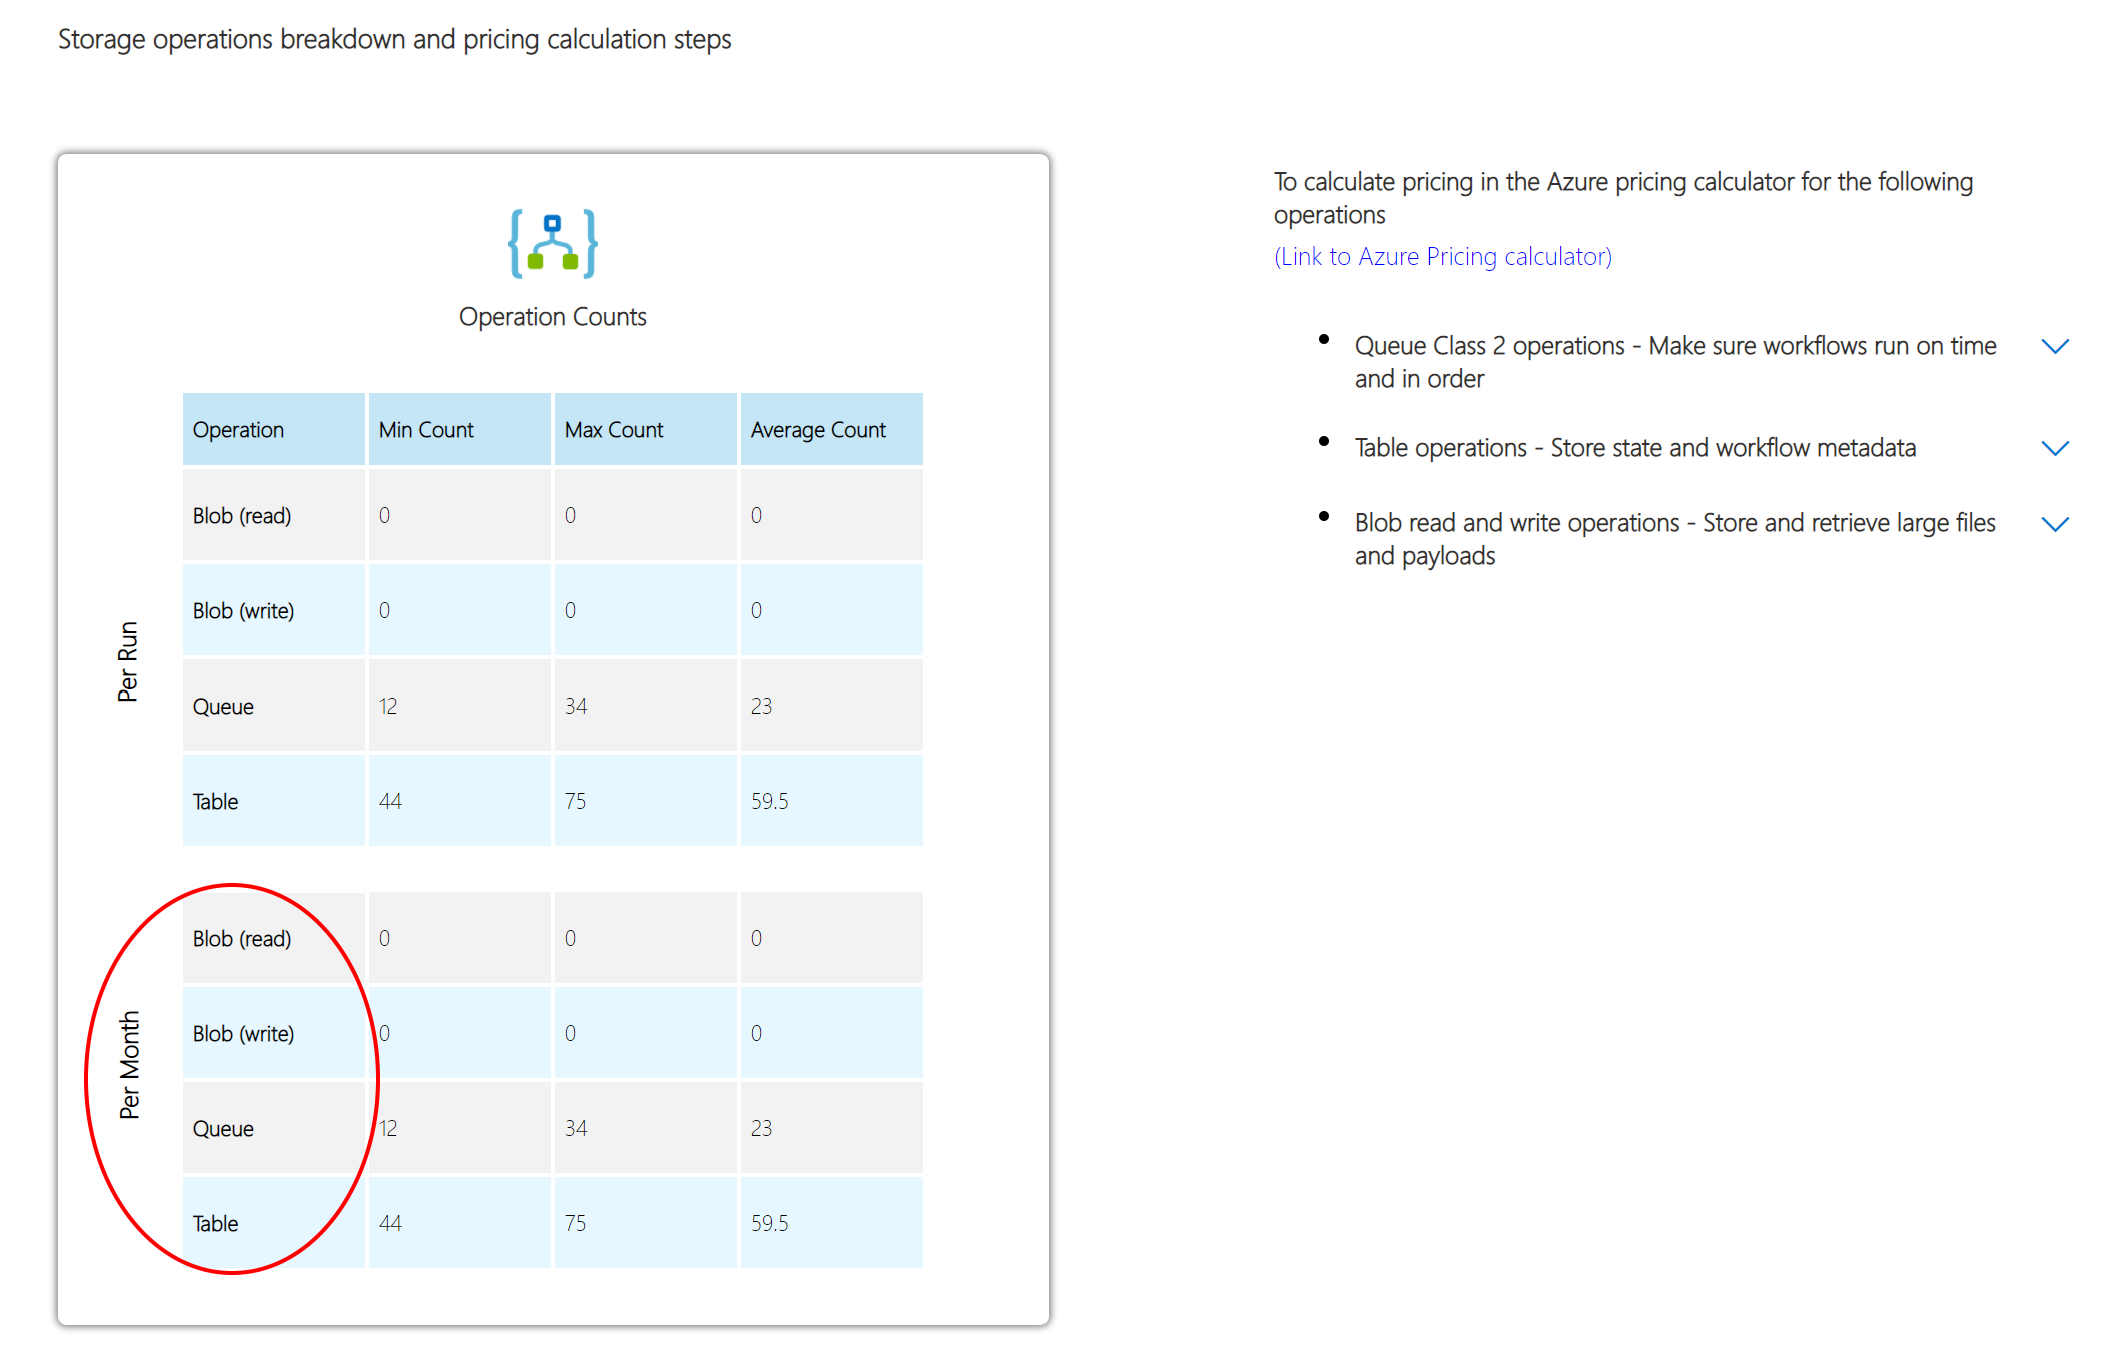 Storage operations breakdown and pricing calculation steps
Operation Counts
Operation Min Count Max Count Average Count
Per Run
Blob (read) 0 0 0
Blob (write) 0 0 0
Queue 12 34 23
Table 44 75 59.5
Per Month
Blob (read) 0 0 0
Blob (write) 0 0 0
Queue 12 34 23
Table 44 75 59.5
To calculate pricing in the Azure pricing calculator for the following
operations
(Link to Azure Pricing calculator)
• Queue Class 2 operations - Make sure workflows run on time
and in order
• Table operations - Store state and workflow metadata
• Blob read and write operations - Store and retrieve large files
and payloads